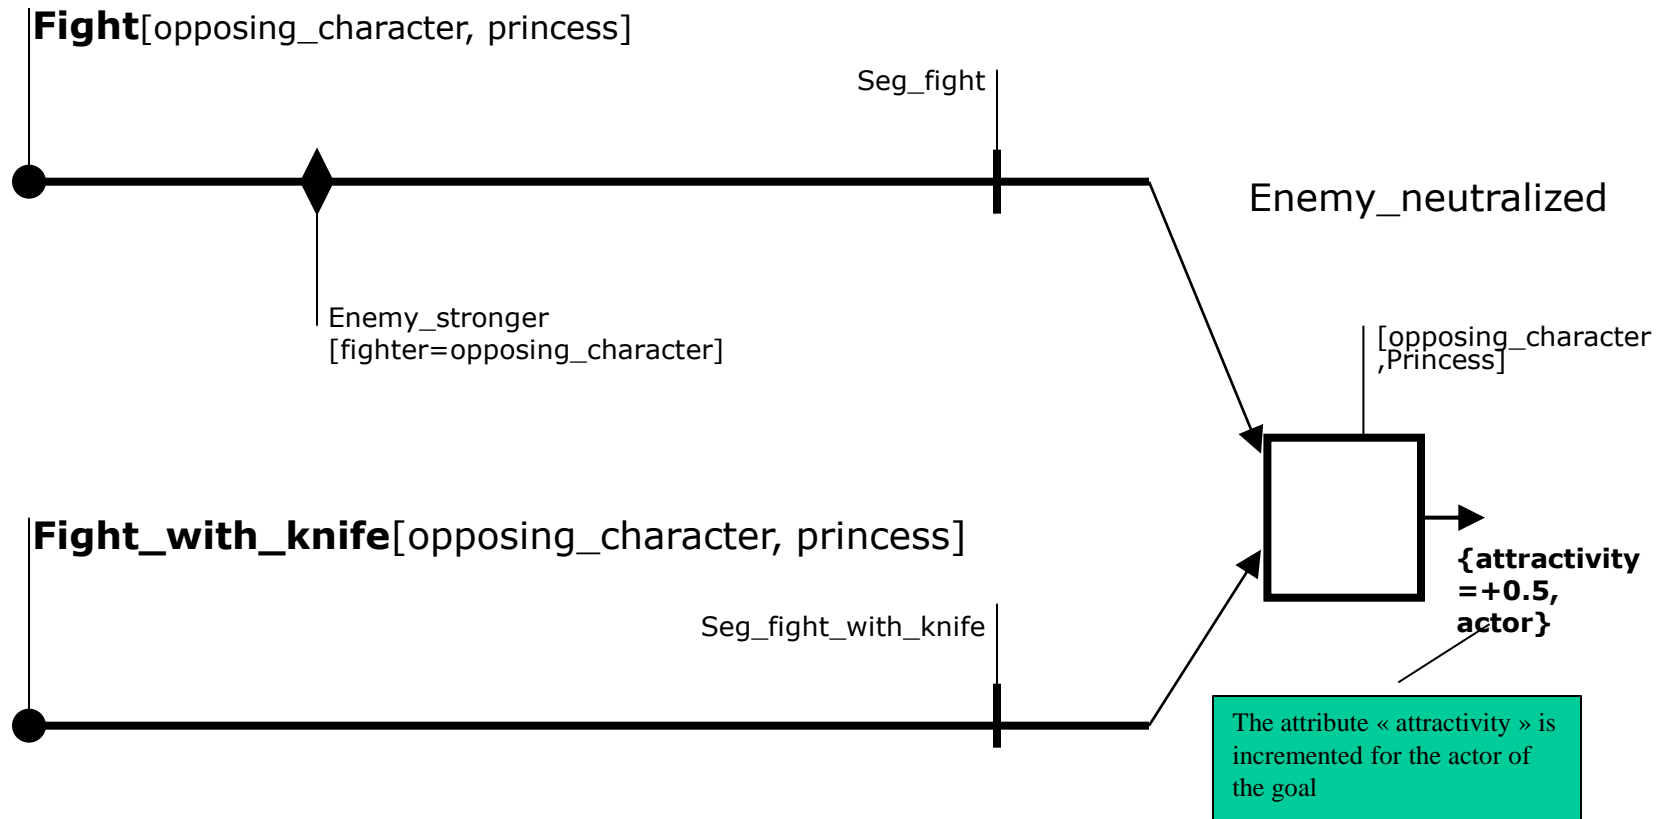 Fight[opposing_character, princess]
Seg_fight
Enemy_neutralized
Enemy_stronger
[fighter=opposing_character]
[opposing_character
,Princess]
Fight_with_knife[opposing_character, princess]
{attractivity
=+0.5,
actor}
Seg_fight_with_knife
The attribute « attractivity » is
incremented for the actor of
the goal